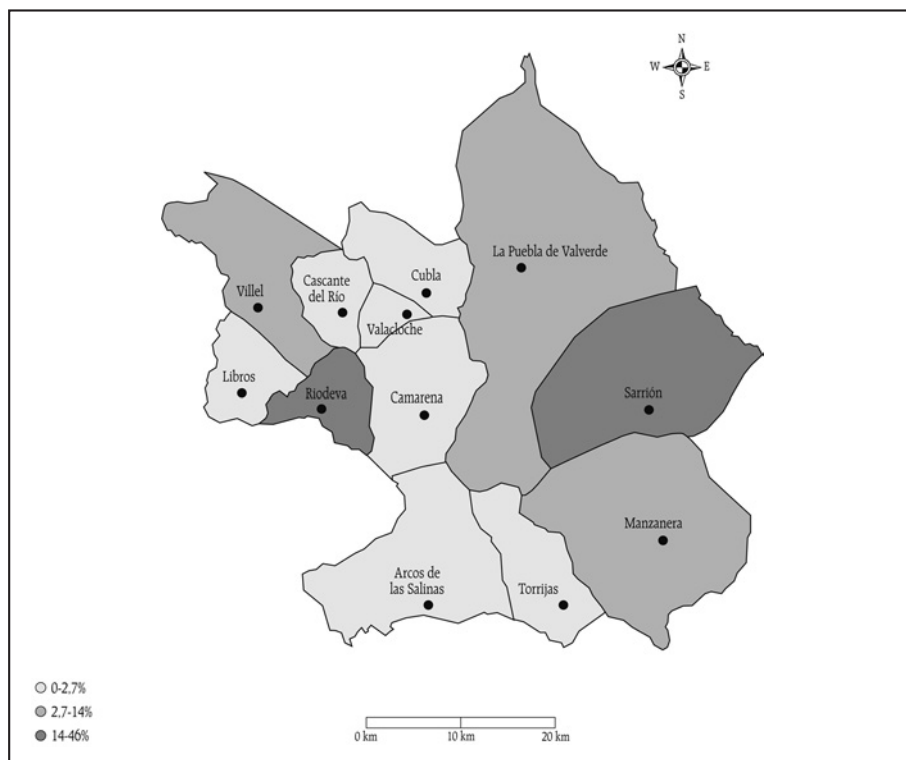 N
W E
S
La Puebla de Valverde
Cubla
Cascante
del Río
Villel
Valacloche
Libros
Riodeva
Camarena
Sarrión
Manzanera
Arcos de
las Salinas
Torrijas
0-2,7%
2,7-14%
14-46%
0 km 10 km 20 km